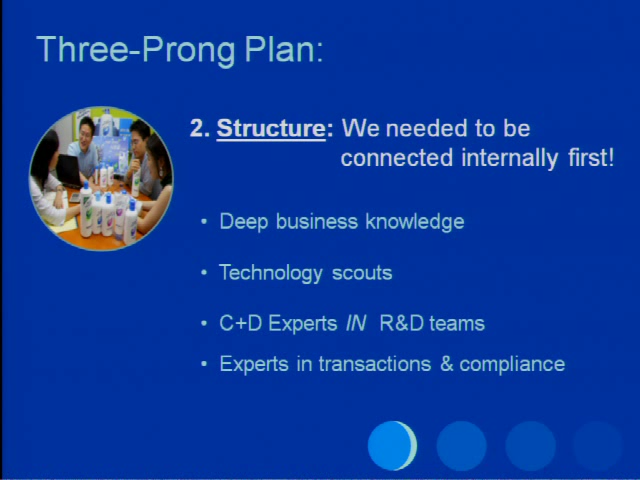 Three-Prong Plan:
2. Structure: We needed to be
connected internally first!
• Deep business knowledge
• Technology scouts
• C+D Experts IN R&D teams
• Experts in transactions & compliance